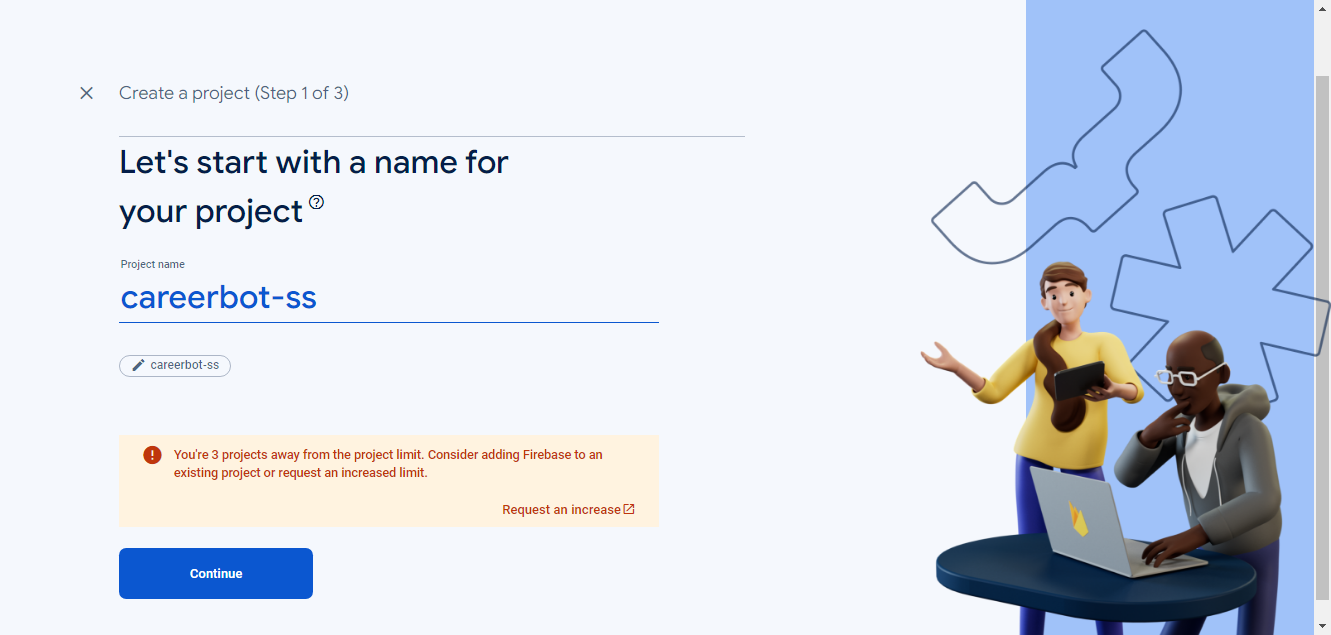 Create a project (Step 1 of 3)
Let's start with a name for
your project
Project name
careerbot-ss
careerbot-ss
You're 3 projects away from the project limit. Consider adding Firebase to an
existing project or request an increased limit.
Request an increase
Continue